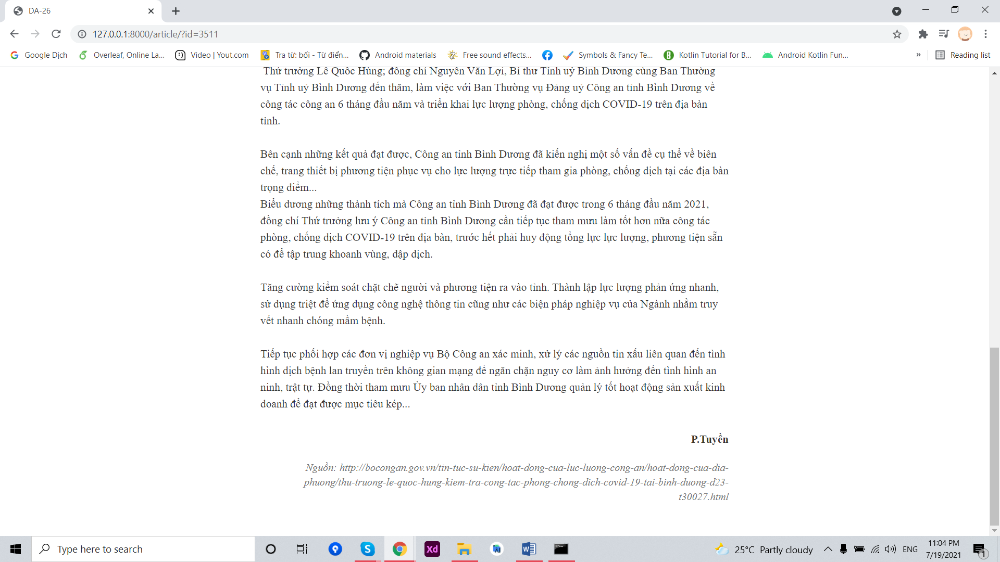 DA-26
127.0.0.1:8000/article/?id=3511
Google Dịch
Overleaf, Online La...
Video | Yout.com
Tra từ: bối - Từ điển...
Android materials
Free sound effects...
Symbols & Fancy Te...
Kotlin Tutorial for B...
Android Kotlin Fun...
»
Reading list
Thứ trưởng Lê Quốc Hùng; đồng chí Nguyễn Văn Lợi, Bí thư Tỉnh uỷ Bình Dương cùng Ban Thường
vụ Tỉnh uỷ Bình Dương đến thăm, làm việc với Ban Thường vụ Đảng uỷ Công an tỉnh Bình Dương về
công tác công an 6 tháng đầu năm và triển khai lực lượng phòng, chống dịch COVID-19 trên địa bàn
tỉnh.
Bên cạnh những kết quả đạt được, Công an tỉnh Bình Dương đã kiến nghị một số vấn đề cụ thể về biên
chế, trang thiết bị phương tiện phục vụ cho lực lượng trực tiếp tham gia phòng, chống dịch tại các địa bàn
trọng điểm...
Biểu dương những thành tích mà Công an tỉnh Bình Dương đã đạt được trong 6 tháng đầu năm 2021,
đồng chí Thứ trưởng lưu ý Công an tỉnh Bình Dương cần tiếp tục tham mưu làm tốt hơn nữa công tác
phòng, chống dịch COVID-19 trên địa bàn, trước hết phải huy động tổng lực lực lượng, phương tiện sẵn
có để tập trung khoanh vùng, dập dịch.
Tăng cường kiểm soát chặt chẽ người và phương tiện ra vào tỉnh. Thành lập lực lượng phản ứng nhanh,
sử dụng triệt để ứng dụng công nghệ thông tin cũng như các biện pháp nghiệp vụ của Ngành nhằm truy
vết nhanh chóng mầm bệnh.
Tiếp tục phối hợp các đơn vị nghiệp vụ Bộ Công an xác minh, xử lý các nguồn tin xấu liên quan đến tình
hình dịch bệnh lan truyền trên không gian mạng để ngăn chặn nguy cơ làm ảnh hưởng đến tình hình an
ninh, trật tự. Đồng thời tham mưu Ủy ban nhân dân tỉnh Bình Dương quản lý tốt hoạt động sản xuất kinh
doanh để đạt được mục tiêu kép...
P.Tuyền
Nguồn: http://bocongan.gov.vn/tin-tuc-su-kien/hoat-dong-cua-luc-luong-cong-an/hoat-dong-cua-dia-
phuong/thu-truong-le-quoc-hung-kiem-tra-cong-tac-phong-chong-dich-covid-19-tai-binh-duong-d23-
t30027.html
Type here to search
Xd
25°C Partly cloudy
ENG
11:04 PM
7/19/2021
1